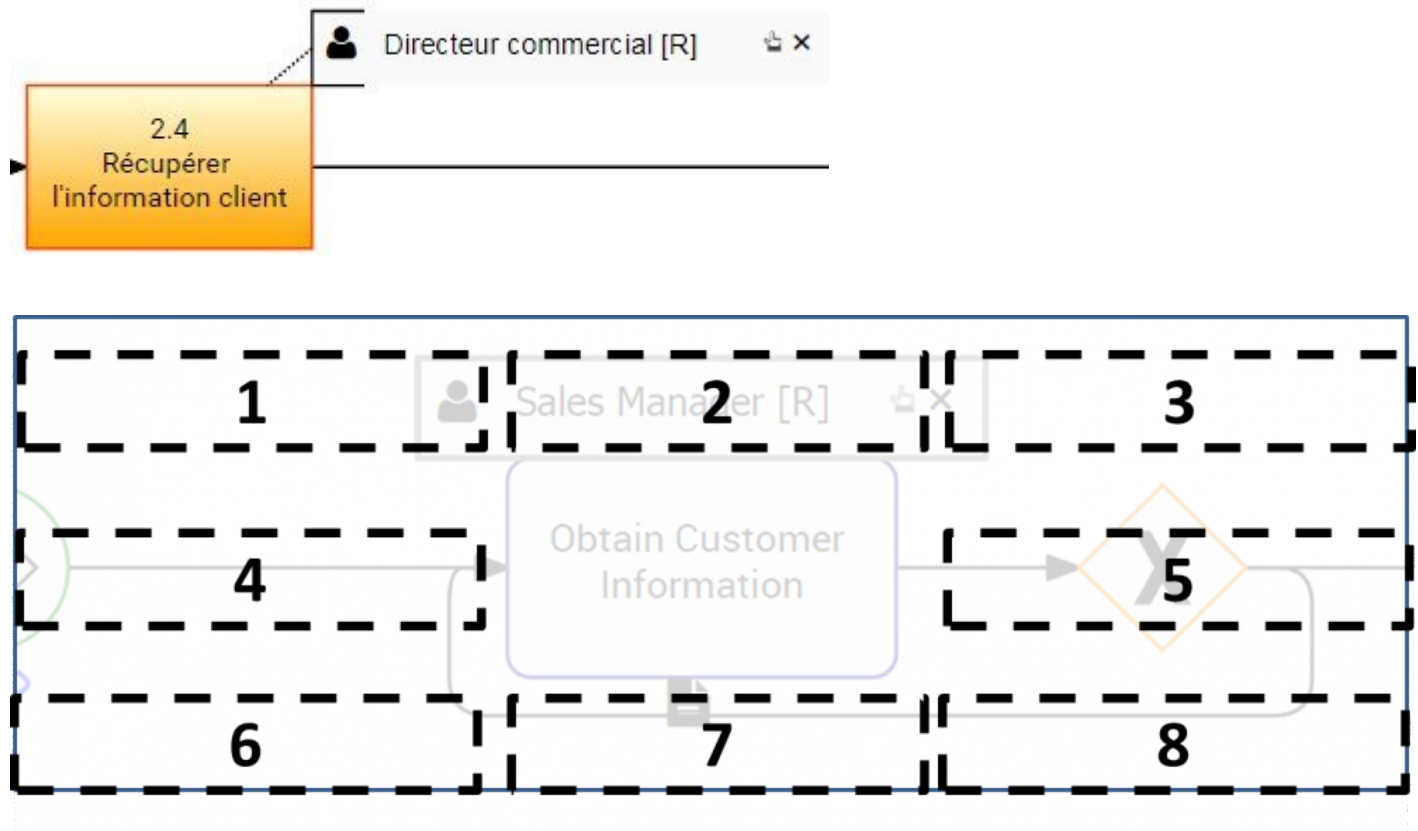 Directeur commercial [R]
2.4
Récupérer
l'information client
1
2
3
Sales Manager [R]
Obtain Customer
Information
4
5
X
6
7
8